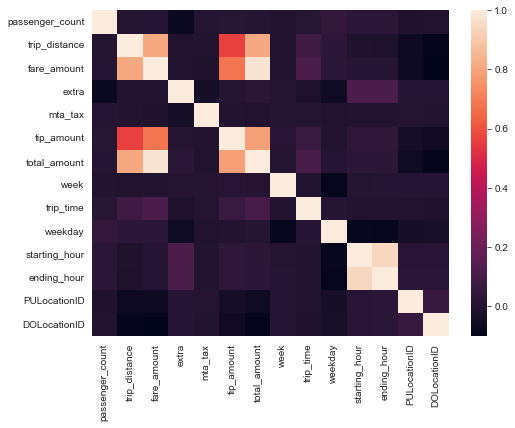 passenger_count
trip_distance
fare_amount
extra
mta_tax
tip_amount
total_amount
week
trip_time
weekday
starting_hour
ending_hour
PULocationID
DOLocationID
passenger_count
trip_distance
fare_amount
extra
mta_tax
tip_amount
total_amount
week
trip_time
weekday
starting_hour
ending_hour
PULocationID
DOLocationID
1.0
0.8
0.6
0.4
0.2
0.0